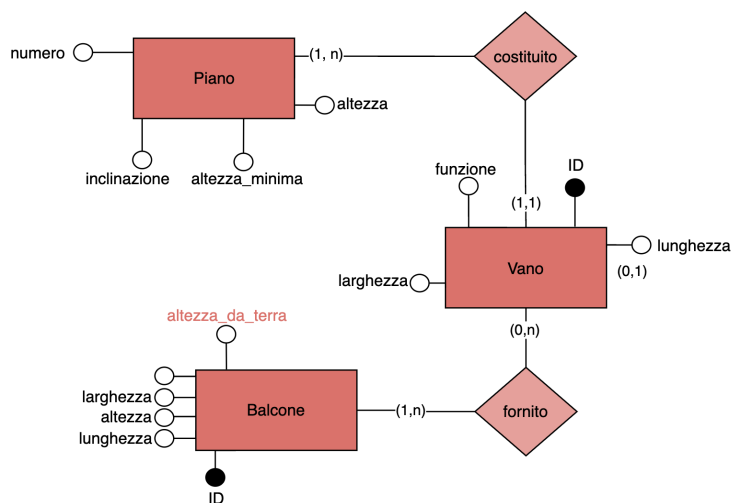 numero
Piano
(1, n)
costituito
altezza
inclinazione
altezza_minima
funzione
ID
(1,1)
lunghezza
(0,1)
Vano
larghezza
(0,n)
altezza_da_terra
larghezza
altezza
lunghezza
Balcone
(1,n)
fornito
ID